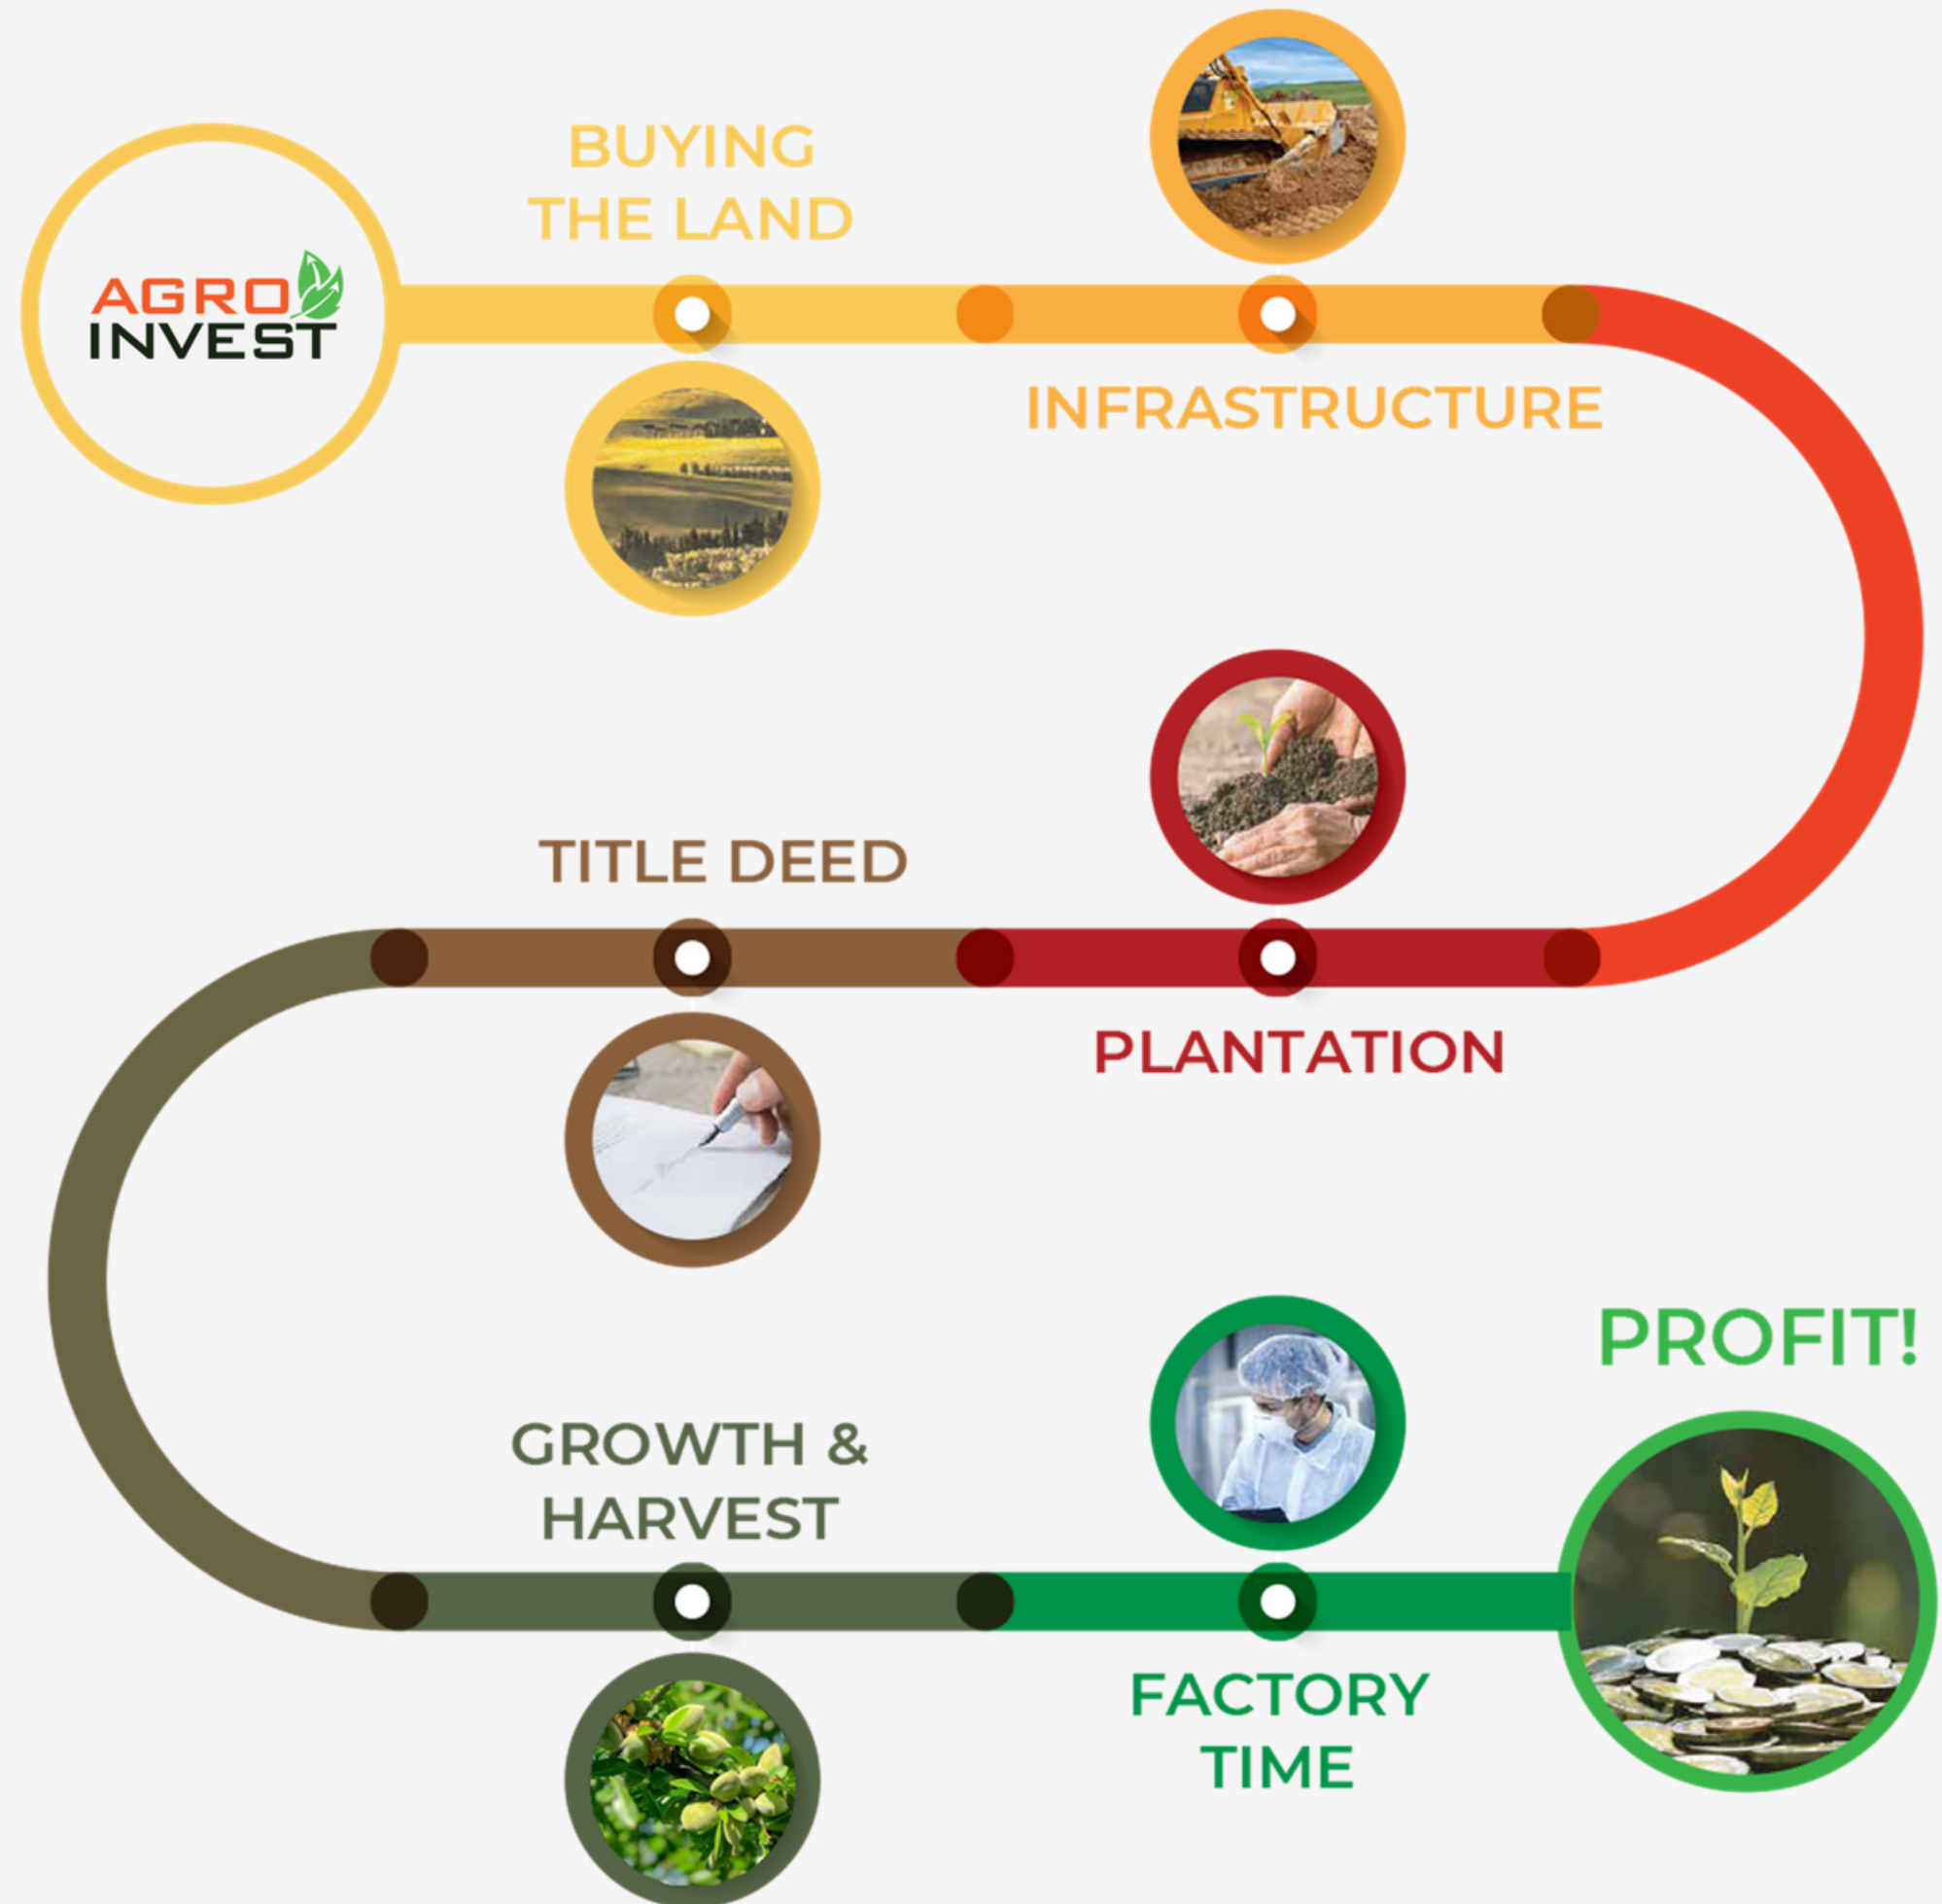 AGRO
INVEST
BUYING
THE LAND
INFRASTRUCTURE
PLANTATION
TITLE DEED
GROWTH &
HARVEST
FACTORY
TIME
PROFIT!